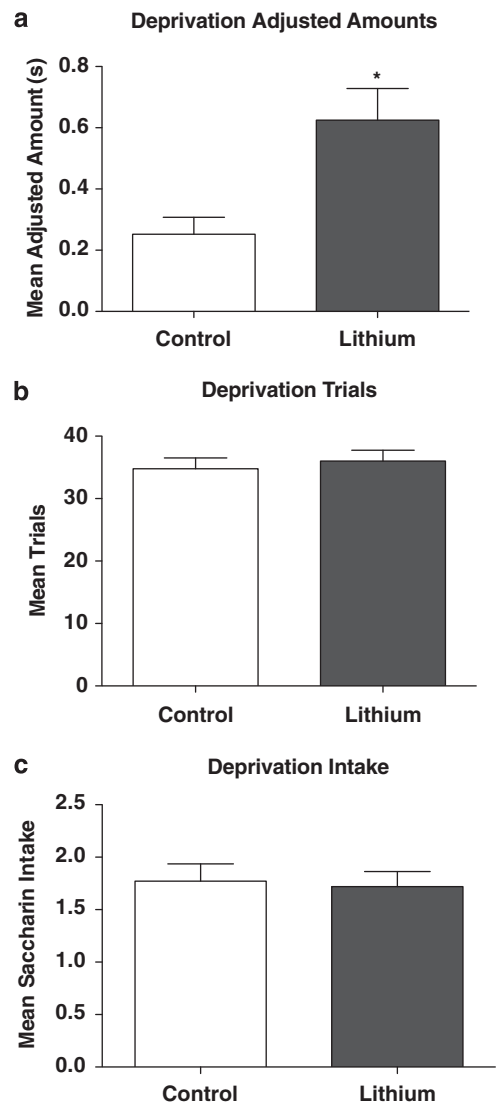 a
Deprivation Adjusted Amounts
Mean Adjusted Amount (s)
0.8
0.6
0.4
0.2
0.0
*
Control Lithium
b
Deprivation Trials
Mean Trials
40
30
20
10
0
Control Lithium
c
Deprivation Intake
Mean Saccharin Intake
2.5
2.0
1.5
1.0
0.5
0.0
Control Lithium